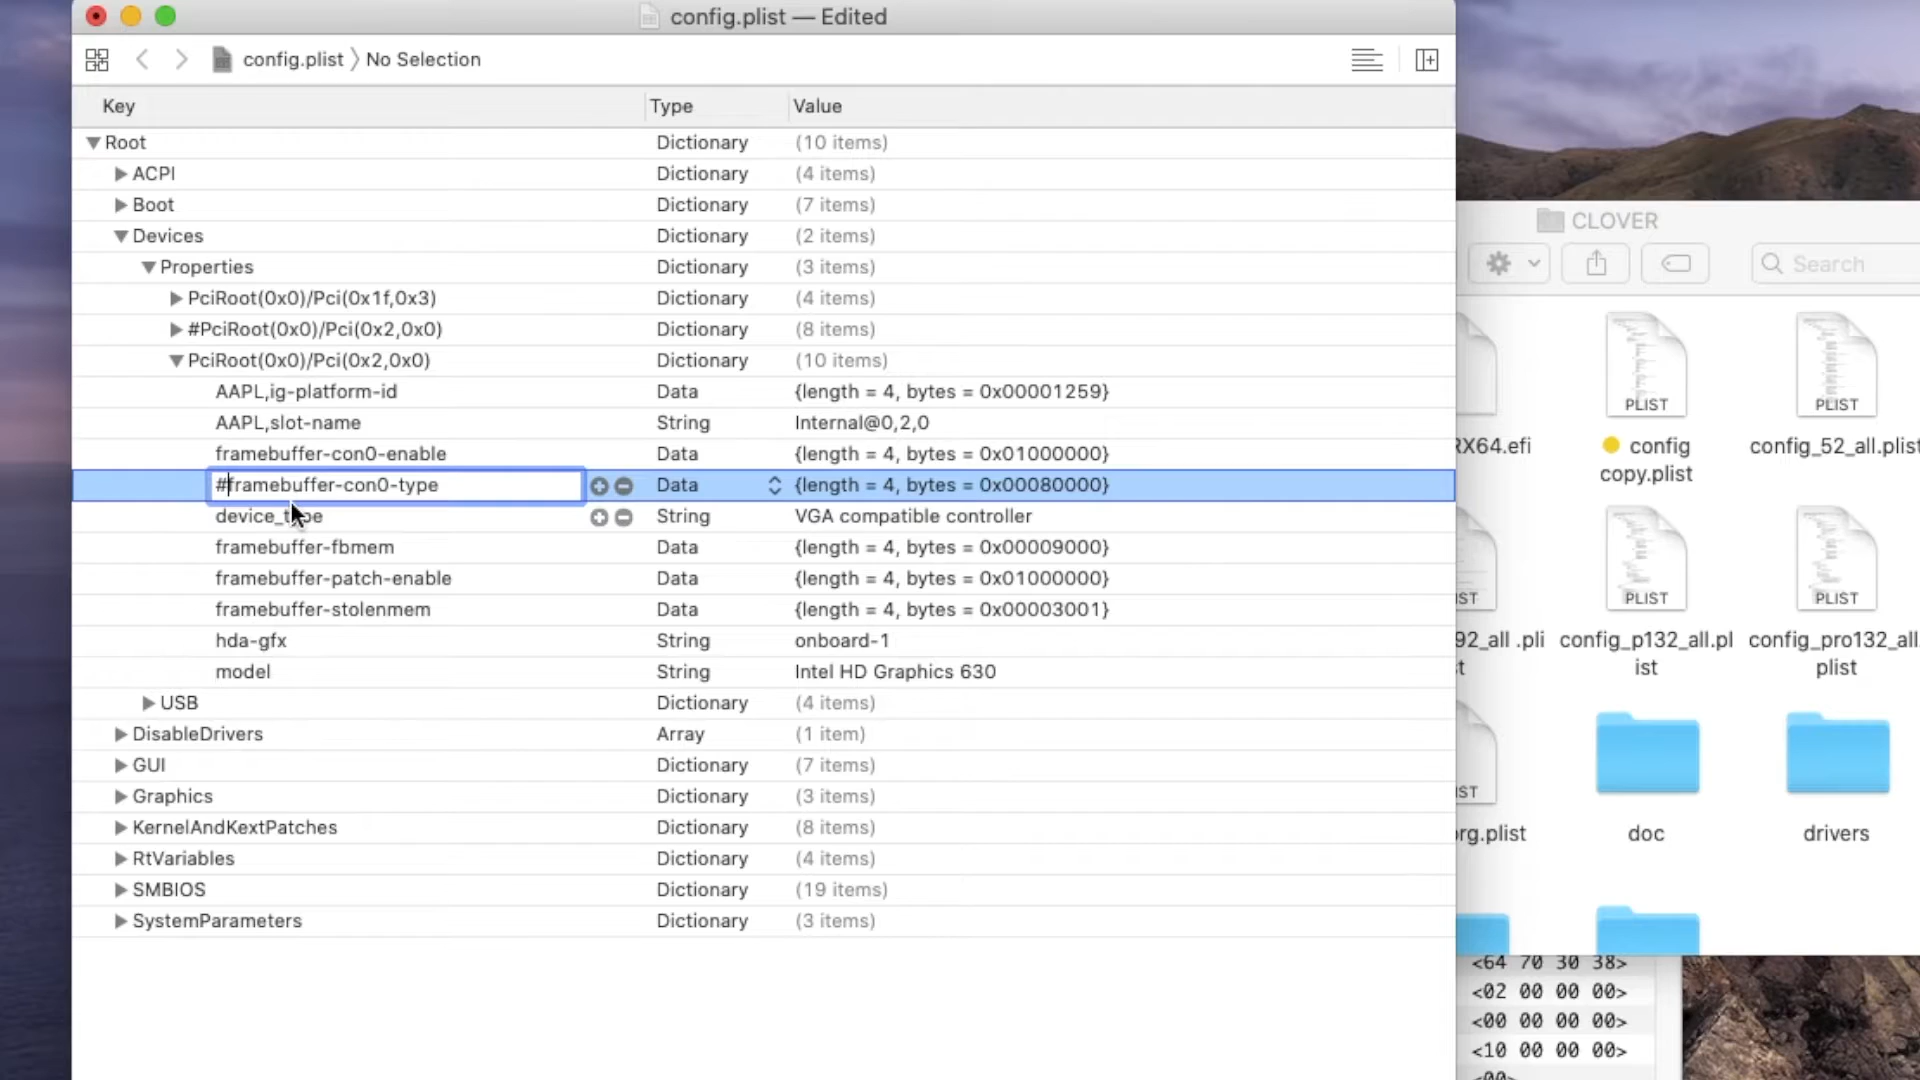 config.plist — Edited
config.plist 〉 No Selection
Key Type Value
Root Dictionary (10 items)
ACPI Dictionary (4 items)
Boot Dictionary (7 items)
Devices Dictionary (2 items)
Properties Dictionary (3 items)
PciRoot(0x0)/Pci(0x1f,0x3) Dictionary (4 items)
#PciRoot(0x0)/Pci(0x2,0x0) Dictionary (8 items)
PciRoot(0x0)/Pci(0x2,0x0) Dictionary (10 items)
AAPL,ig-platform-id Data {length = 4, bytes = 0x00001259}
AAPL,slot-name String Internal@0,2,0
framebuffer-con0-enable Data {length = 4, bytes = 0x01000000}
#framebuffer-con0-type Data {length = 4, bytes = 0x00080000}
device_type String VGA compatible controller
framebuffer-fbmem Data {length = 4, bytes = 0x00009000}
framebuffer-patch-enable Data {length = 4, bytes = 0x01000000}
framebuffer-stolenmem Data {length = 4, bytes = 0x00003001}
hda-gfx String onboard-1
model String Intel HD Graphics 630
USB Dictionary (4 items)
DisableDrivers Array (1 item)
GUI Dictionary (7 items)
Graphics Dictionary (3 items)
KernelAndKextPatches Dictionary (8 items)
RtVariables Dictionary (4 items)
SMBIOS Dictionary (19 items)
SystemParameters Dictionary (3 items)
CLOVER
Search
PLIST PLIST
RX64.efi config config_52_all.plist
copy.plist
IST PLIST PLIST
92_all .pli config_p132_all.pl config_pro132_all.
st ist plist
IST
org.plist doc drivers
<64 70 30 38>
<02 00 00 00>
<00 00 00 00>
<10 00 00 00>